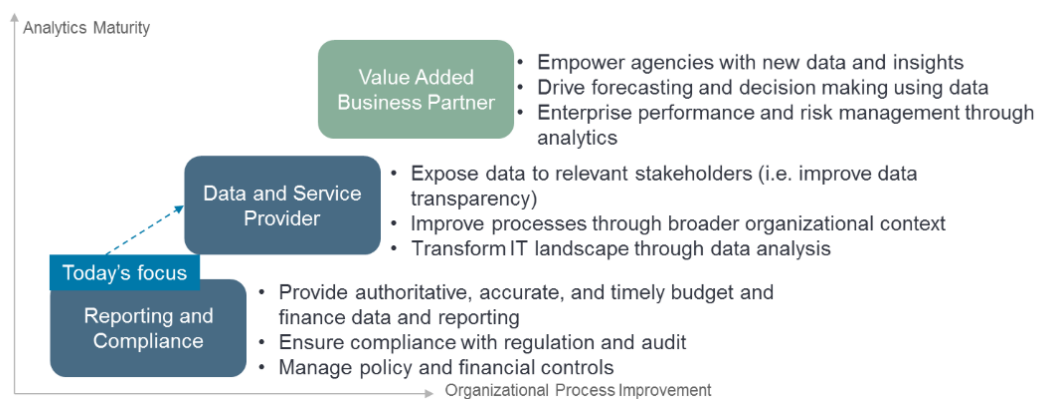 Analytics Maturity
Value Added
Business Partner
• Empower agencies with new data and insights
• Drive forecasting and decision making using data
• Enterprise performance and risk management through
analytics
Data and Service
Provider
• Expose data to relevant stakeholders (i.e. improve data
transparency)
• Improve processes through broader organizational context
• Transform IT landscape through data analysis
Today's focus
Reporting and
Compliance
• Provide authoritative, accurate, and timely budget and
finance data and reporting
• Ensure compliance with regulation and audit
• Manage policy and financial controls
Organizational Process Improvement